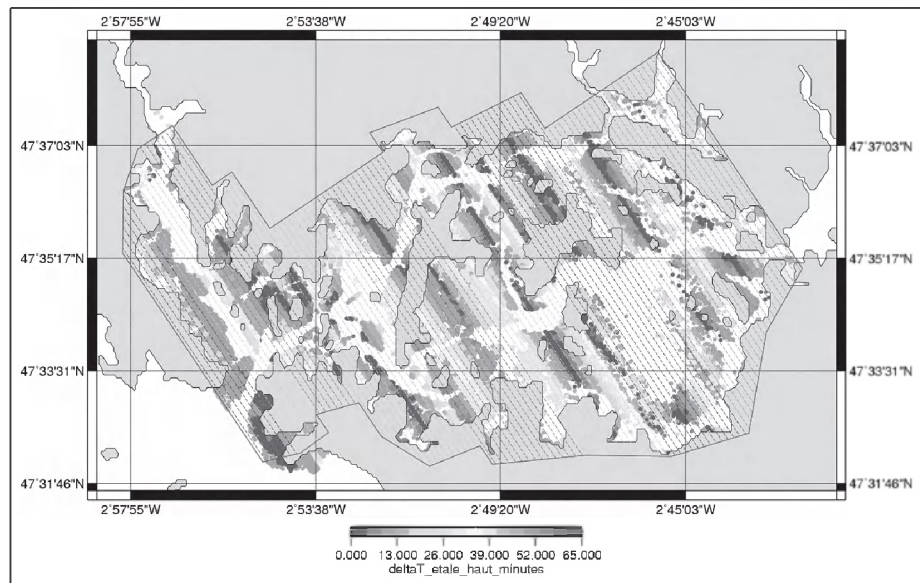 2°57'55"W 2°53'38"W 2°49'20"W 2°45'03"W
47°37'03"N 47°37'03"N
47°35'17"N 47°35'17"N
47°33'31"N 47°33'31"N
47°31'46"N 47°31'46"N
2°57'55"W 2°53'38"W 2°49'20"W 2°45'03"W
0.000 13.000 26.000 39.000 52.000 65.000
deltaT_etale_haut_minutes